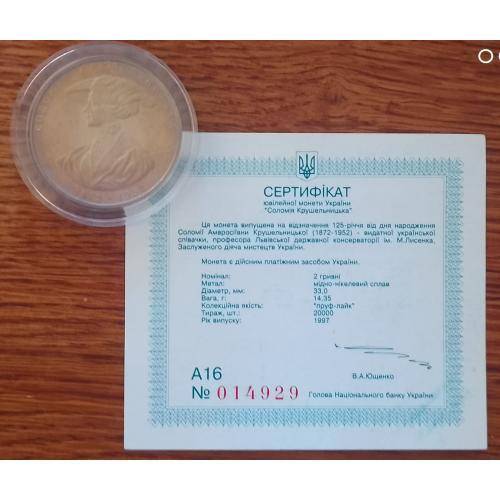 СЕРТИФІКАТ
ювілейної монети України
"Соломія Крушельницька"
Ця монета випущена на відзначення 125-річчя від дня народження
Соломії Амвросіївни Крушельницької (1872-1952) - видатної української
співачки, професора Львівської державної консерваторії ім. М.Лисенка,
Заслуженого діяча мистецтв України.
Монета є дійсним платіжним засобом України.
Номінал: 2 гривні
Метал: мідно-нікелевий сплав
Діаметр, мм: 33,0
Вага, г: 14,35
Колекційна якість: "пруф-лайк"
Тираж, шт.: 20000
Рік випуску: 1997
В.А.Ющенко
А16
№ 014929
Голова Національного банку України